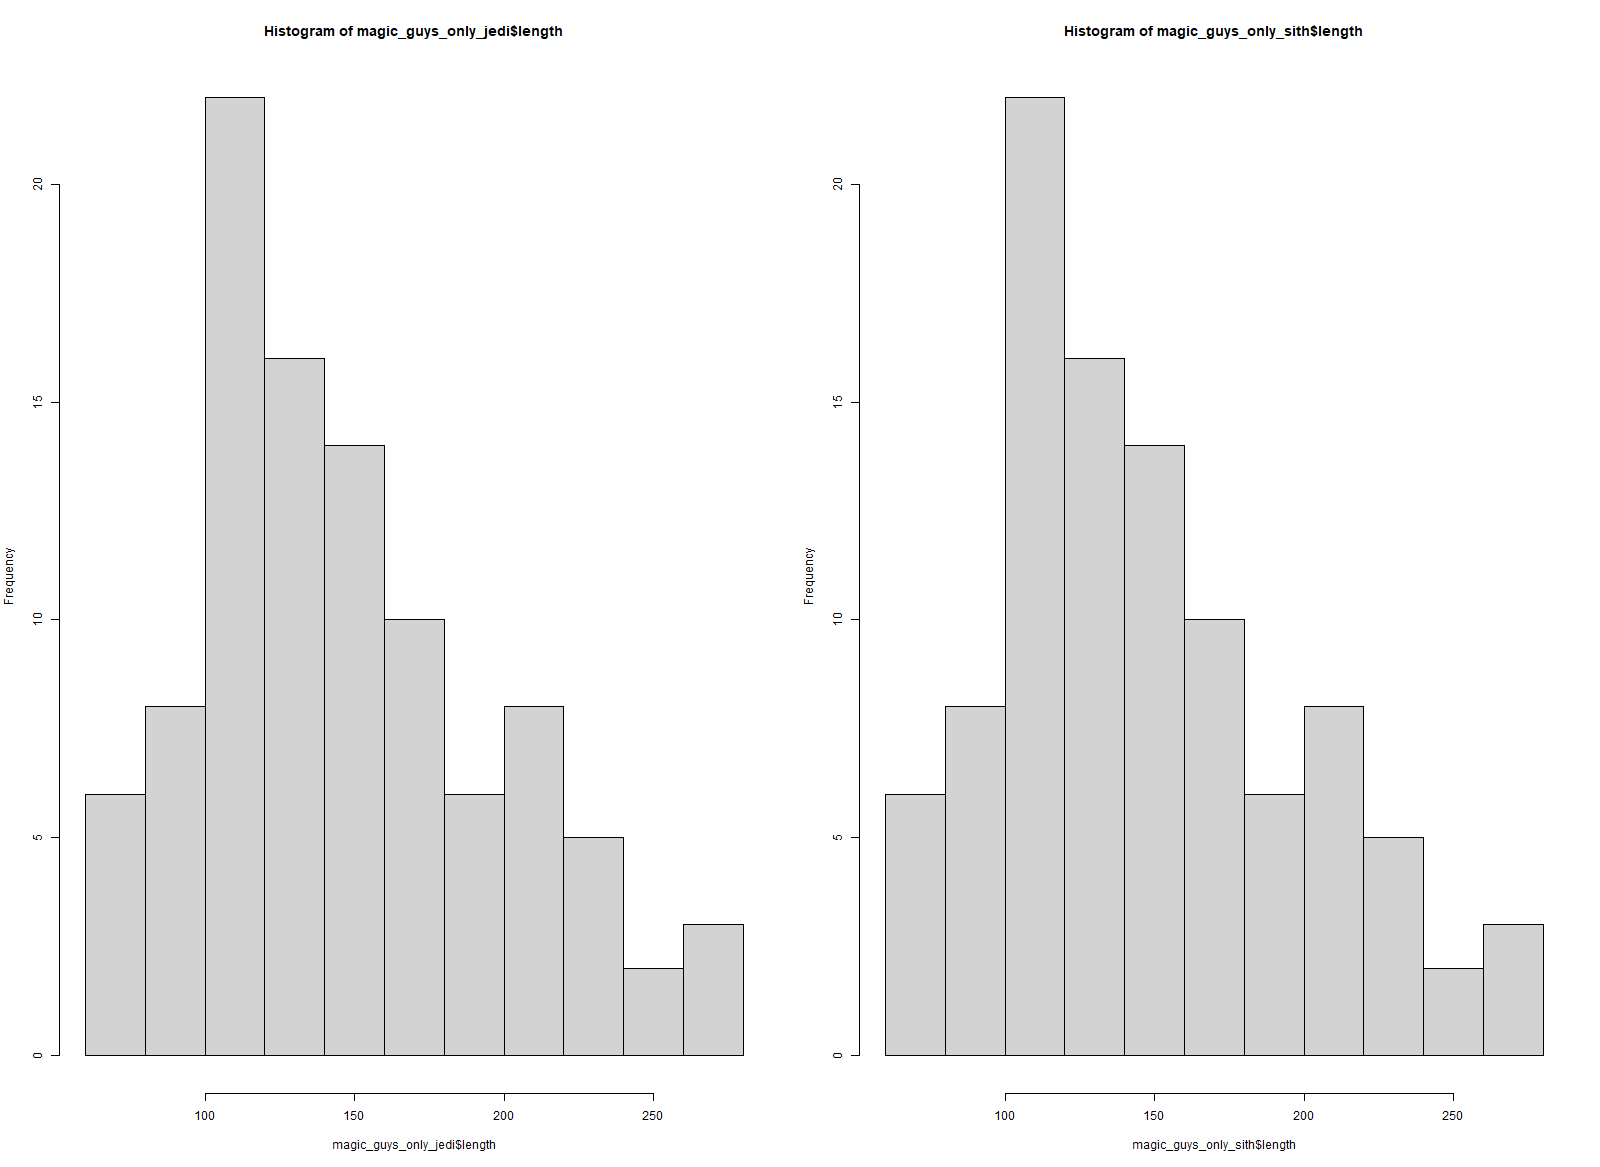 Histogram of magic_guys_only_jedi$length
Frequency
20
15
10
5
0
100 150 200 250
magic_guys_only_jedi$length
Histogram of magic_guys_only_sith$length
Frequency
20
15
10
5
0
100 150 200 250
magic_guys_only_sith$length